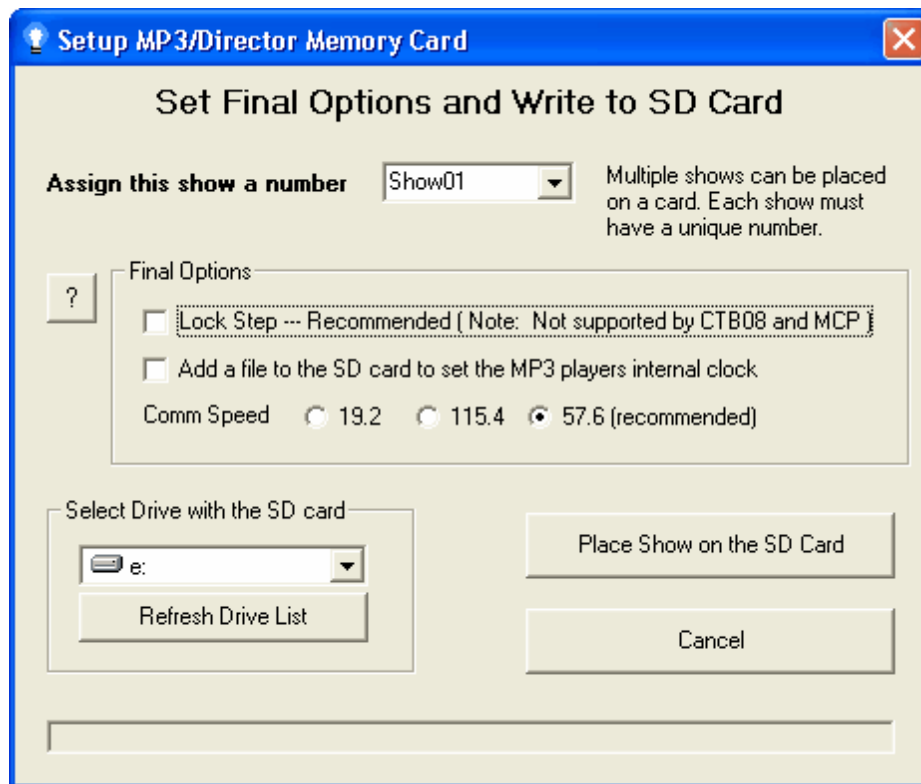 Setup MP3/Director Memory Card
Set Final Options and Write to SD Card
Assign this show a number
Show01
Multiple shows can be placed
on a card. Each show must
have a unique number.
?
Final Options
Lock Step --- Recommended ( Note:  Not supported by CTB08 and MCP )
Add a file to the SD card to set the MP3 players internal clock
Comm Speed 19.2 115.4 57.6 (recommended)
Select Drive with the SD card
e:
Refresh Drive List
Place Show on the SD Card
Cancel